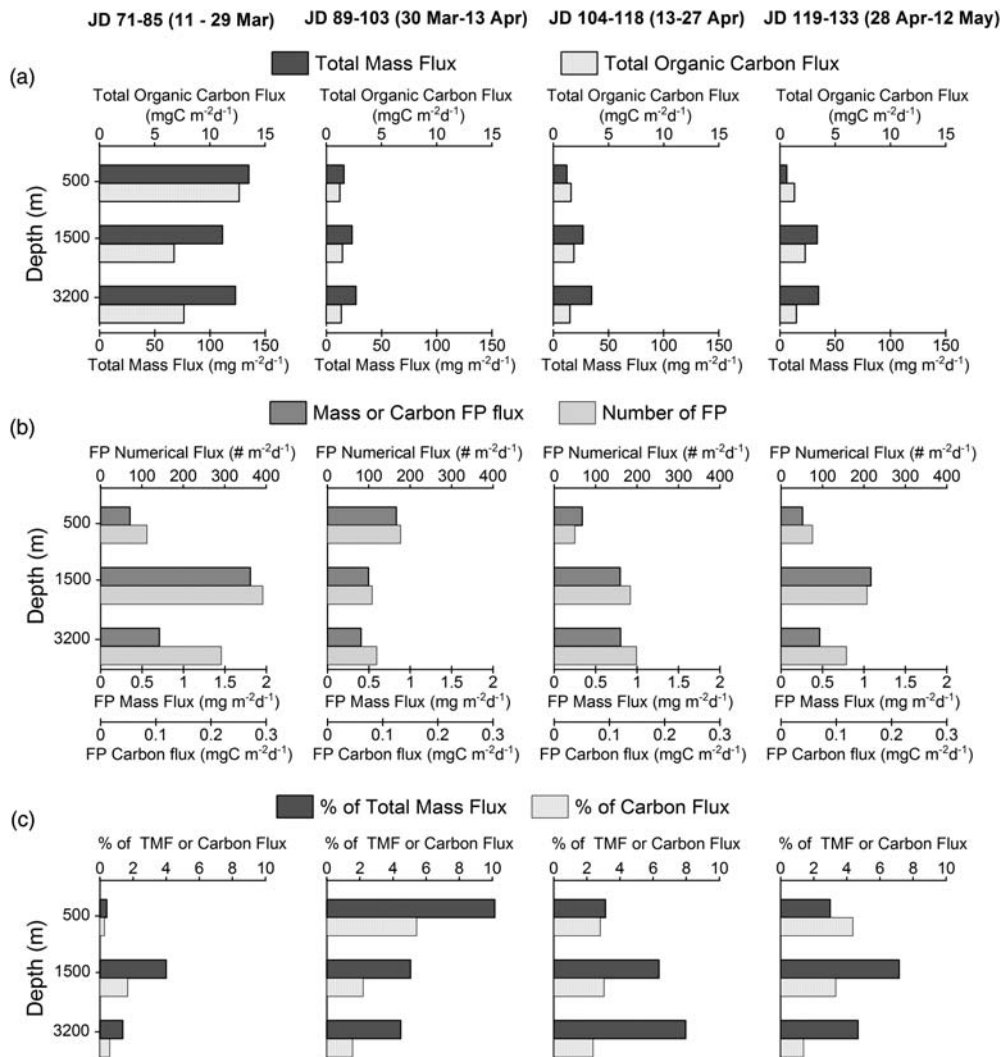 JD 71-85 (11 - 29 Mar) JD 89-103 (30 Mar-13 Apr) JD 104-118 (13-27 Apr) JD 119-133 (28 Apr-12 May)
(a)
Total Mass Flux Total Organic Carbon Flux
Total Organic Carbon Flux Total Organic Carbon Flux Total Organic Carbon Flux Total Organic Carbon Flux
(mgC m⁻²d⁻¹) (mgC m⁻²d⁻¹) (mgC m⁻²d⁻¹) (mgC m⁻²d⁻¹)
0 5 10 15 0 5 10 15 0 5 10 15 0 5 10 15
Depth (m)
500
1500
3200
0 50 100 150 0 50 100 150 0 50 100 150 0 50 100 150
Total Mass Flux (mg m⁻²d⁻¹) Total Mass Flux (mg m⁻²d⁻¹) Total Mass Flux (mg m⁻²d⁻¹) Total Mass Flux (mg m⁻²d⁻¹)
(b)
Mass or Carbon FP flux Number of FP
FP Numerical Flux (# m⁻²d⁻¹) FP Numerical Flux (# m⁻²d⁻¹) FP Numerical Flux (# m⁻²d⁻¹) FP Numerical Flux (# m⁻²d⁻¹)
0 100 200 300 400 0 100 200 300 400 0 100 200 300 400 0 100 200 300 400
Depth (m)
500
1500
3200
0 0.5 1 1.5 2 0 0.5 1 1.5 2 0 0.5 1 1.5 2 0 0.5 1 1.5 2
FP Mass Flux (mg m⁻²d⁻¹) FP Mass Flux (mg m⁻²d⁻¹) FP Mass Flux (mg m⁻²d⁻¹) FP Mass Flux (mg m⁻²d⁻¹)
0 0.1 0.2 0.3 0 0.1 0.2 0.3 0 0.1 0.2 0.3 0 0.1 0.2 0.3
FP Carbon flux (mgC m⁻²d⁻¹) FP Carbon flux (mgC m⁻²d⁻¹) FP Carbon flux (mgC m⁻²d⁻¹) FP Carbon flux (mgC m⁻²d⁻¹)
(c)
% of Total Mass Flux % of Carbon Flux
% of TMF or Carbon Flux % of TMF or Carbon Flux % of TMF or Carbon Flux % of TMF or Carbon Flux
0 2 4 6 8 10 0 2 4 6 8 10 0 2 4 6 8 10 0 2 4 6 8 10
Depth (m)
500
1500
3200